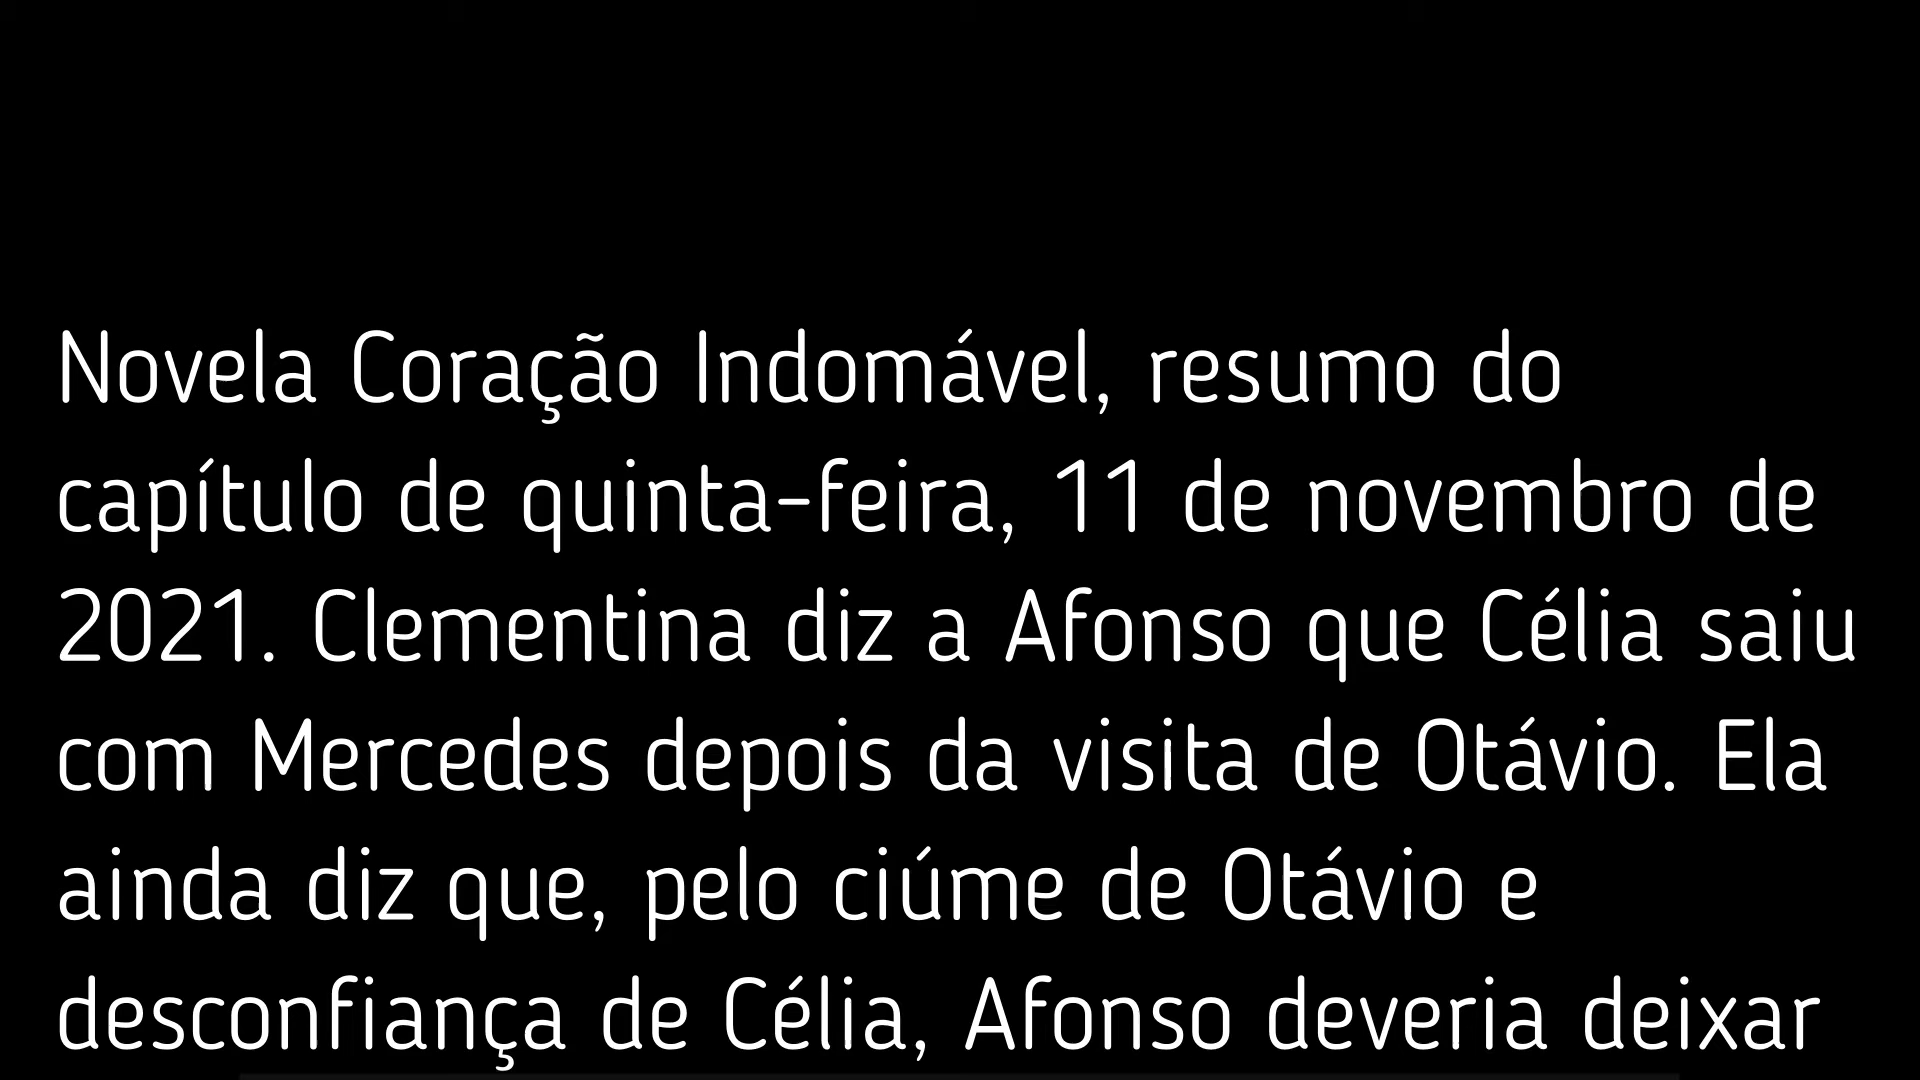 Novela Coração Indomável, resumo do
capítulo de quinta-feira, 11 de novembro de
2021. Clementina diz a Afonso que Célia saiu
com Mercedes depois da visita de Otávio. Ela
ainda diz que, pelo ciúme de Otávio e
desconfiança de Célia, Afonso deveria deixar